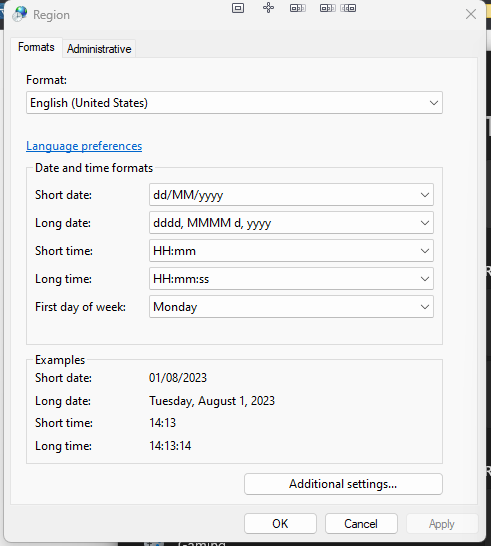 Region
Formats
Administrative
Format:
English (United States)
Language preferences
Date and time formats
Short date: dd/MM/yyyy
Long date: dddd, MMMM d, yyyy
Short time: HH:mm
Long time: HH:mm:ss
First day of week: Monday
Examples
Short date: 01/08/2023
Long date: Tuesday, August 1, 2023
Short time: 14:13
Long time: 14:13:14
Additional settings...
OK
Cancel
Apply